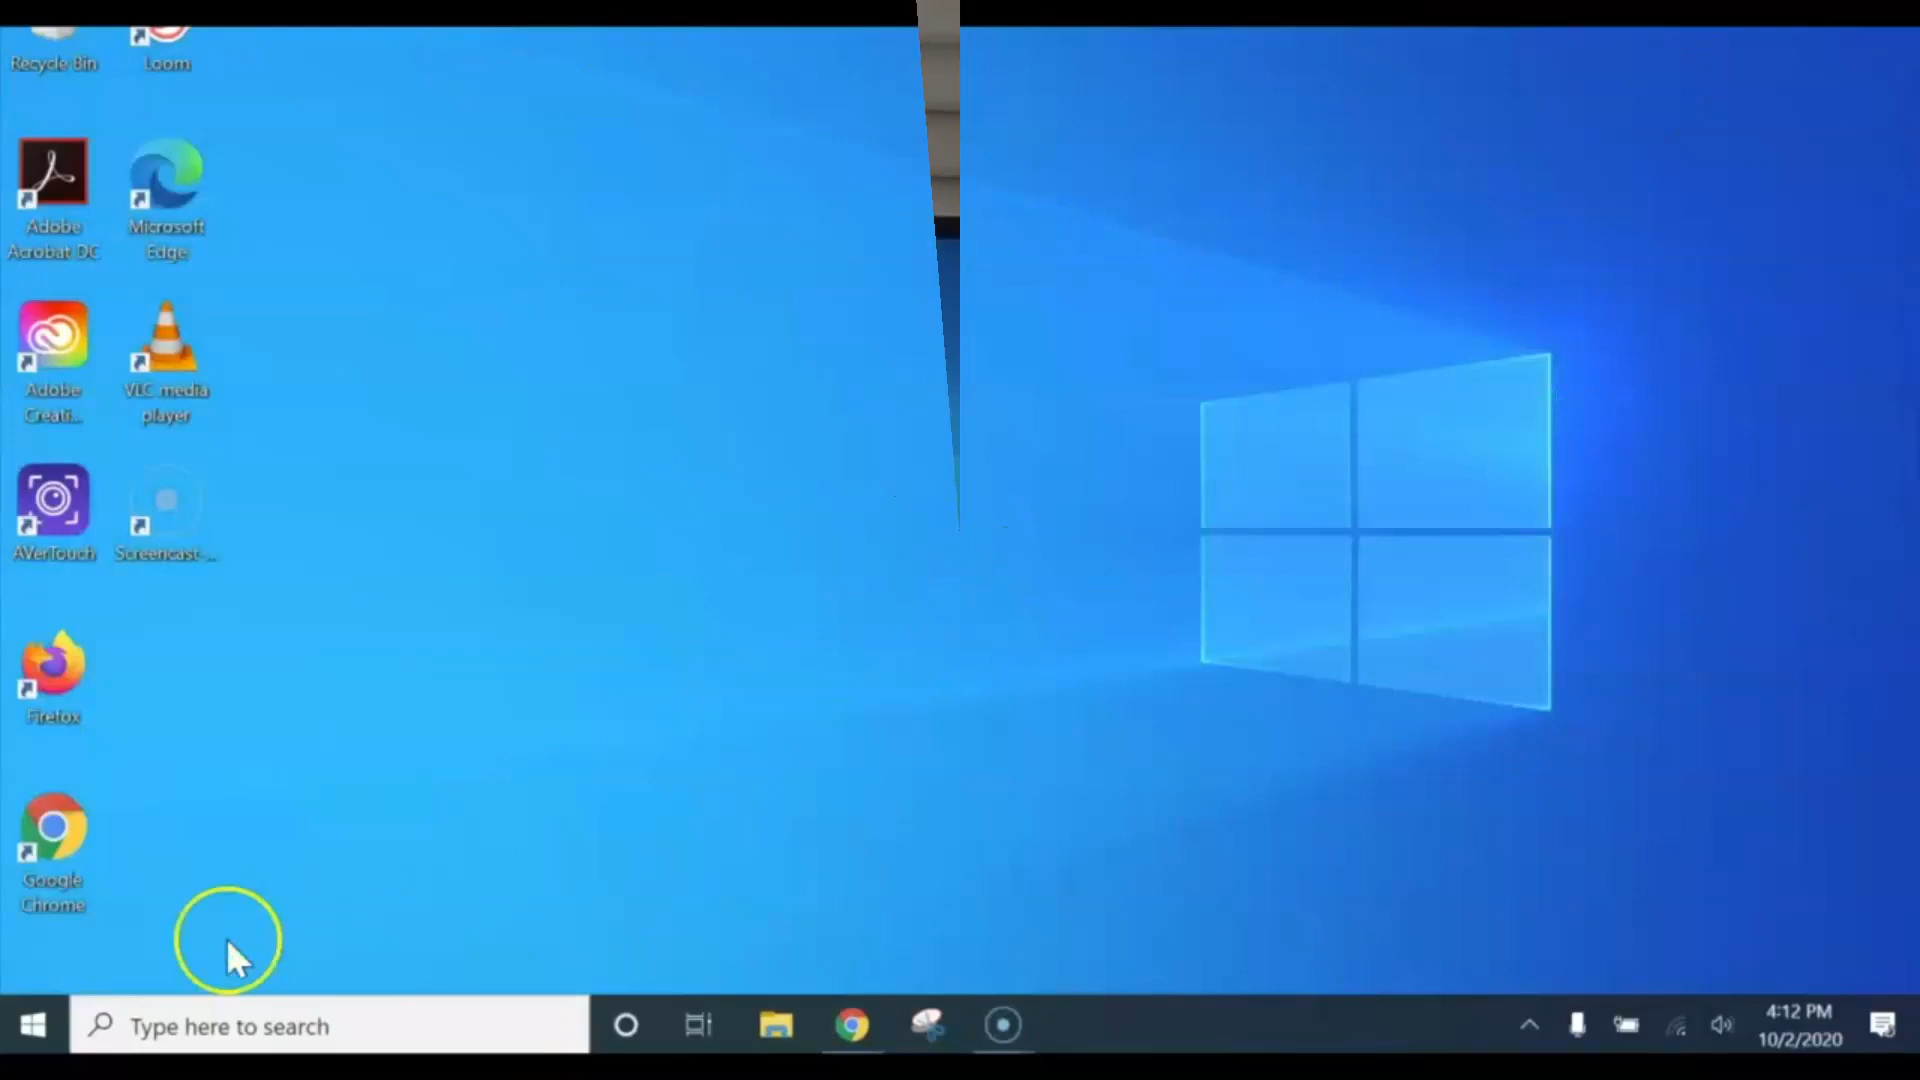 Recycle Bin
Loom
Adobe
Acrobat DC
Microsoft
Edge
Adobe
Creati...
VLC media
player
AVerTouch
Screencast-...
Firefox
Google
Chrome
Type here to search
4:12 PM
10/2/2020